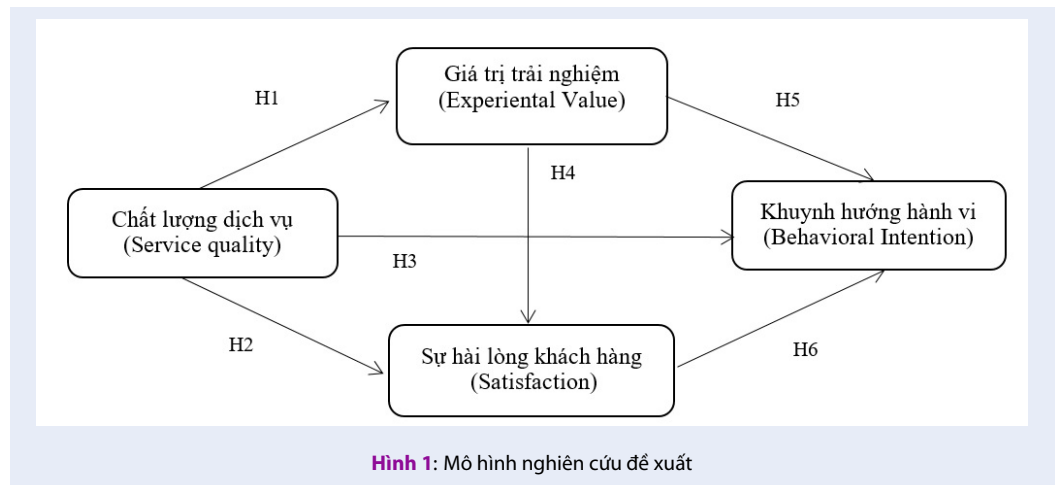 Giá trị trải nghiệm
(Experiental Value)
H1
H5
H4
Chất lượng dịch vụ
(Service quality)
Khuynh hướng hành vi
(Behavioral Intention)
H3
H2
Sự hài lòng khách hàng
(Satisfaction)
H6
Hình 1: Mô hình nghiên cứu đề xuất